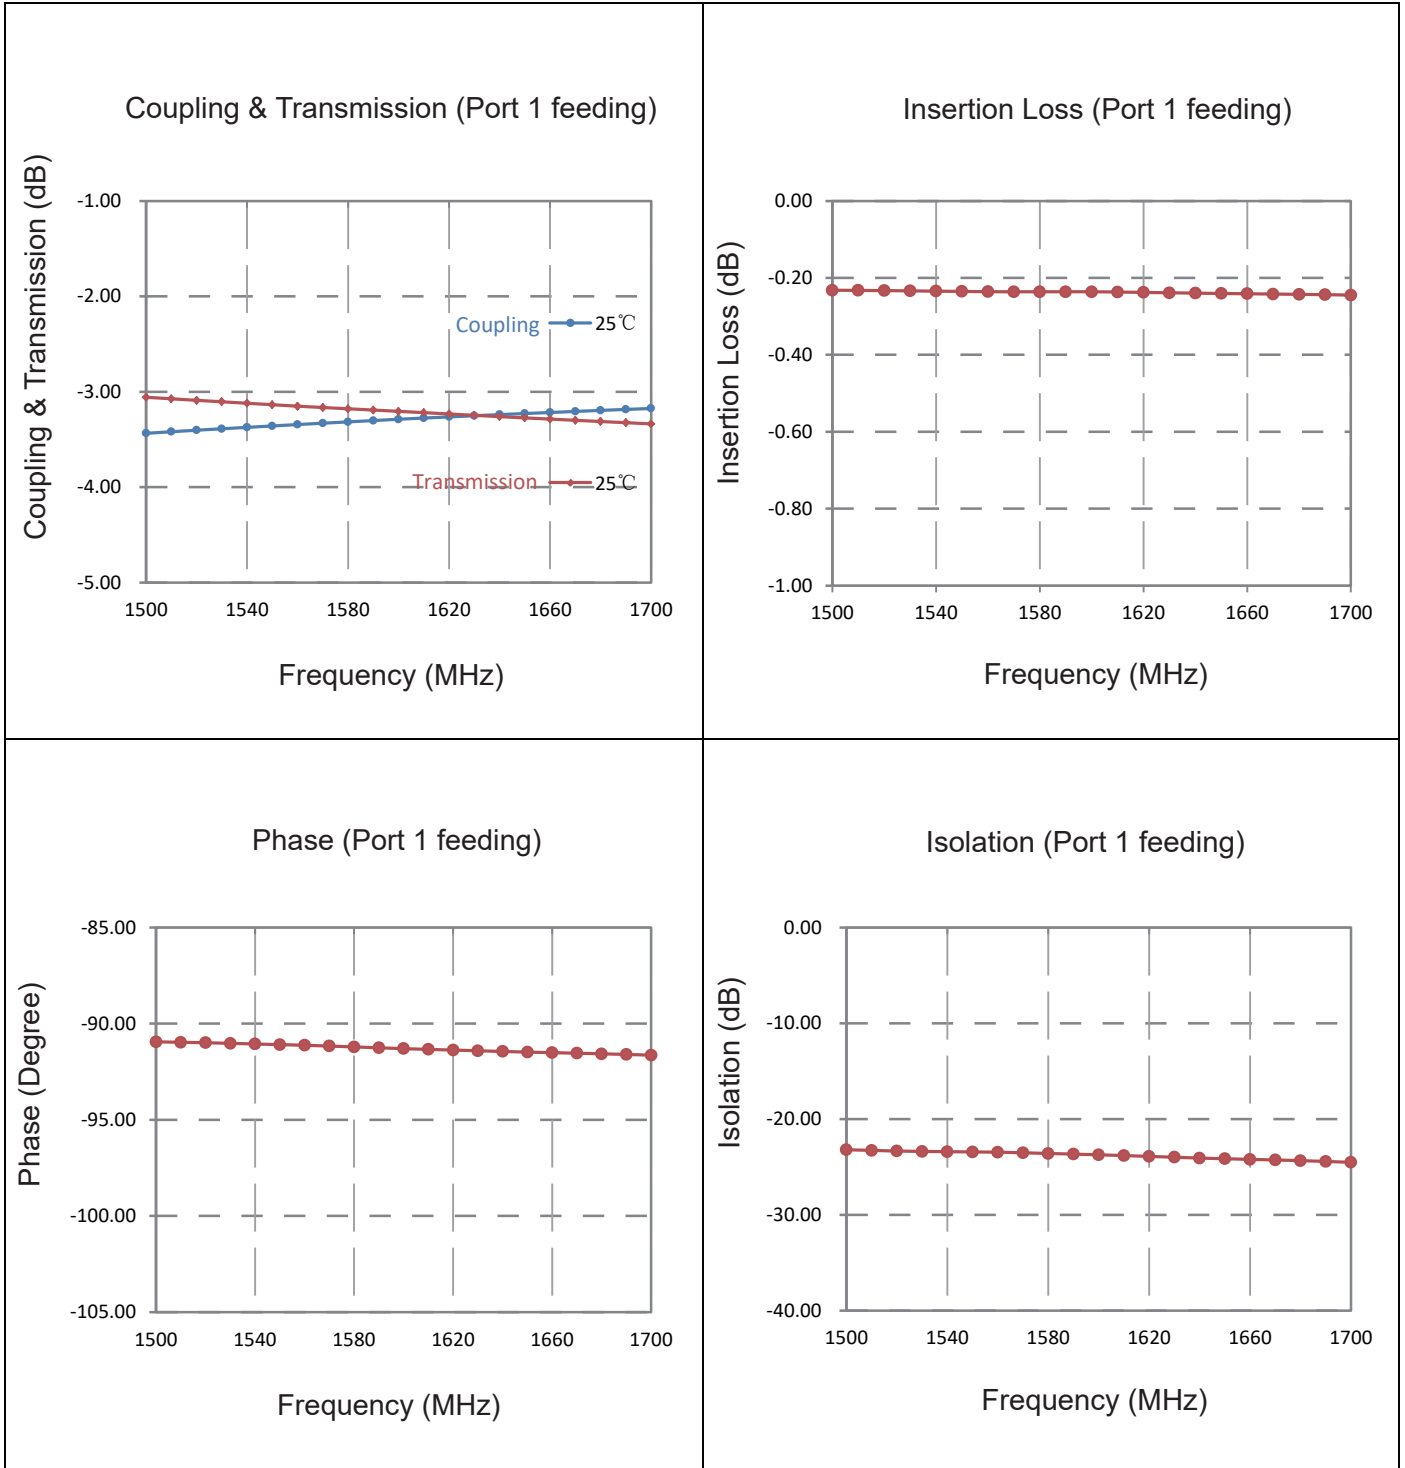 Coupling & Transmission (Port 1 feeding)
Coupling & Transmission (dB)
-1.00
-2.00
-3.00
-4.00
-5.00
Coupling 25℃
Transmission 25℃
1500 1540 1580 1620 1660 1700
Frequency (MHz)
Insertion Loss (Port 1 feeding)
Insertion Loss (dB)
0.00
-0.20
-0.40
-0.60
-0.80
-1.00
1500 1540 1580 1620 1660 1700
Frequency (MHz)
Phase (Port 1 feeding)
Phase (Degree)
-85.00
-90.00
-95.00
-100.00
-105.00
1500 1540 1580 1620 1660 1700
Frequency (MHz)
Isolation (Port 1 feeding)
Isolation (dB)
0.00
-10.00
-20.00
-30.00
-40.00
1500 1540 1580 1620 1660 1700
Frequency (MHz)